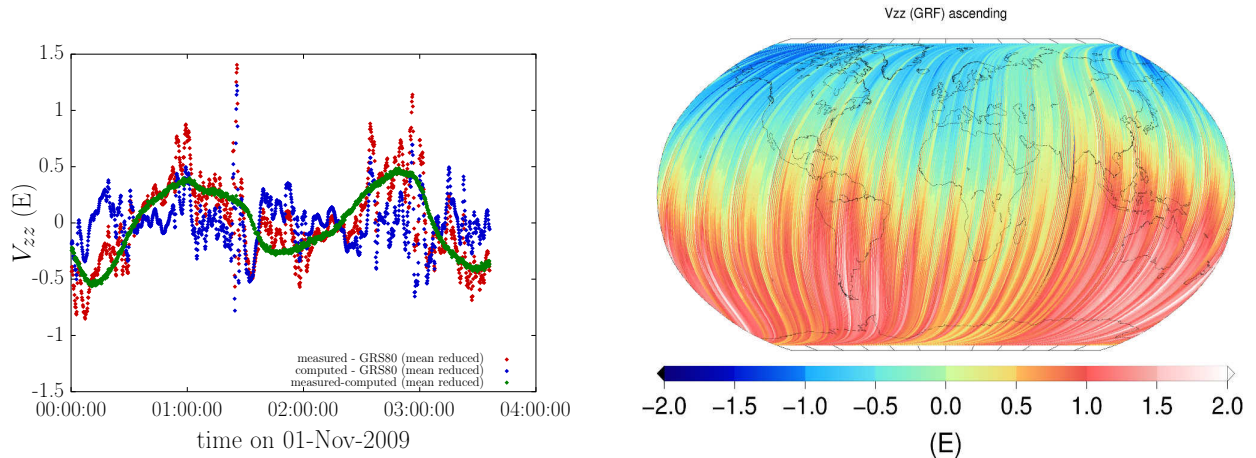 1.5
1
0.5
0
-0.5
-1
-1.5
V_zz (E)
measured - GRS80 (mean reduced)
computed - GRS80 (mean reduced)
measured-computed (mean reduced)
00:00:00 01:00:00 02:00:00 03:00:00 04:00:00
time on 01-Nov-2009
Vzz (GRF) ascending
−2.0 −1.5 −1.0 −0.5 0.0 0.5 1.0 1.5 2.0
(E)